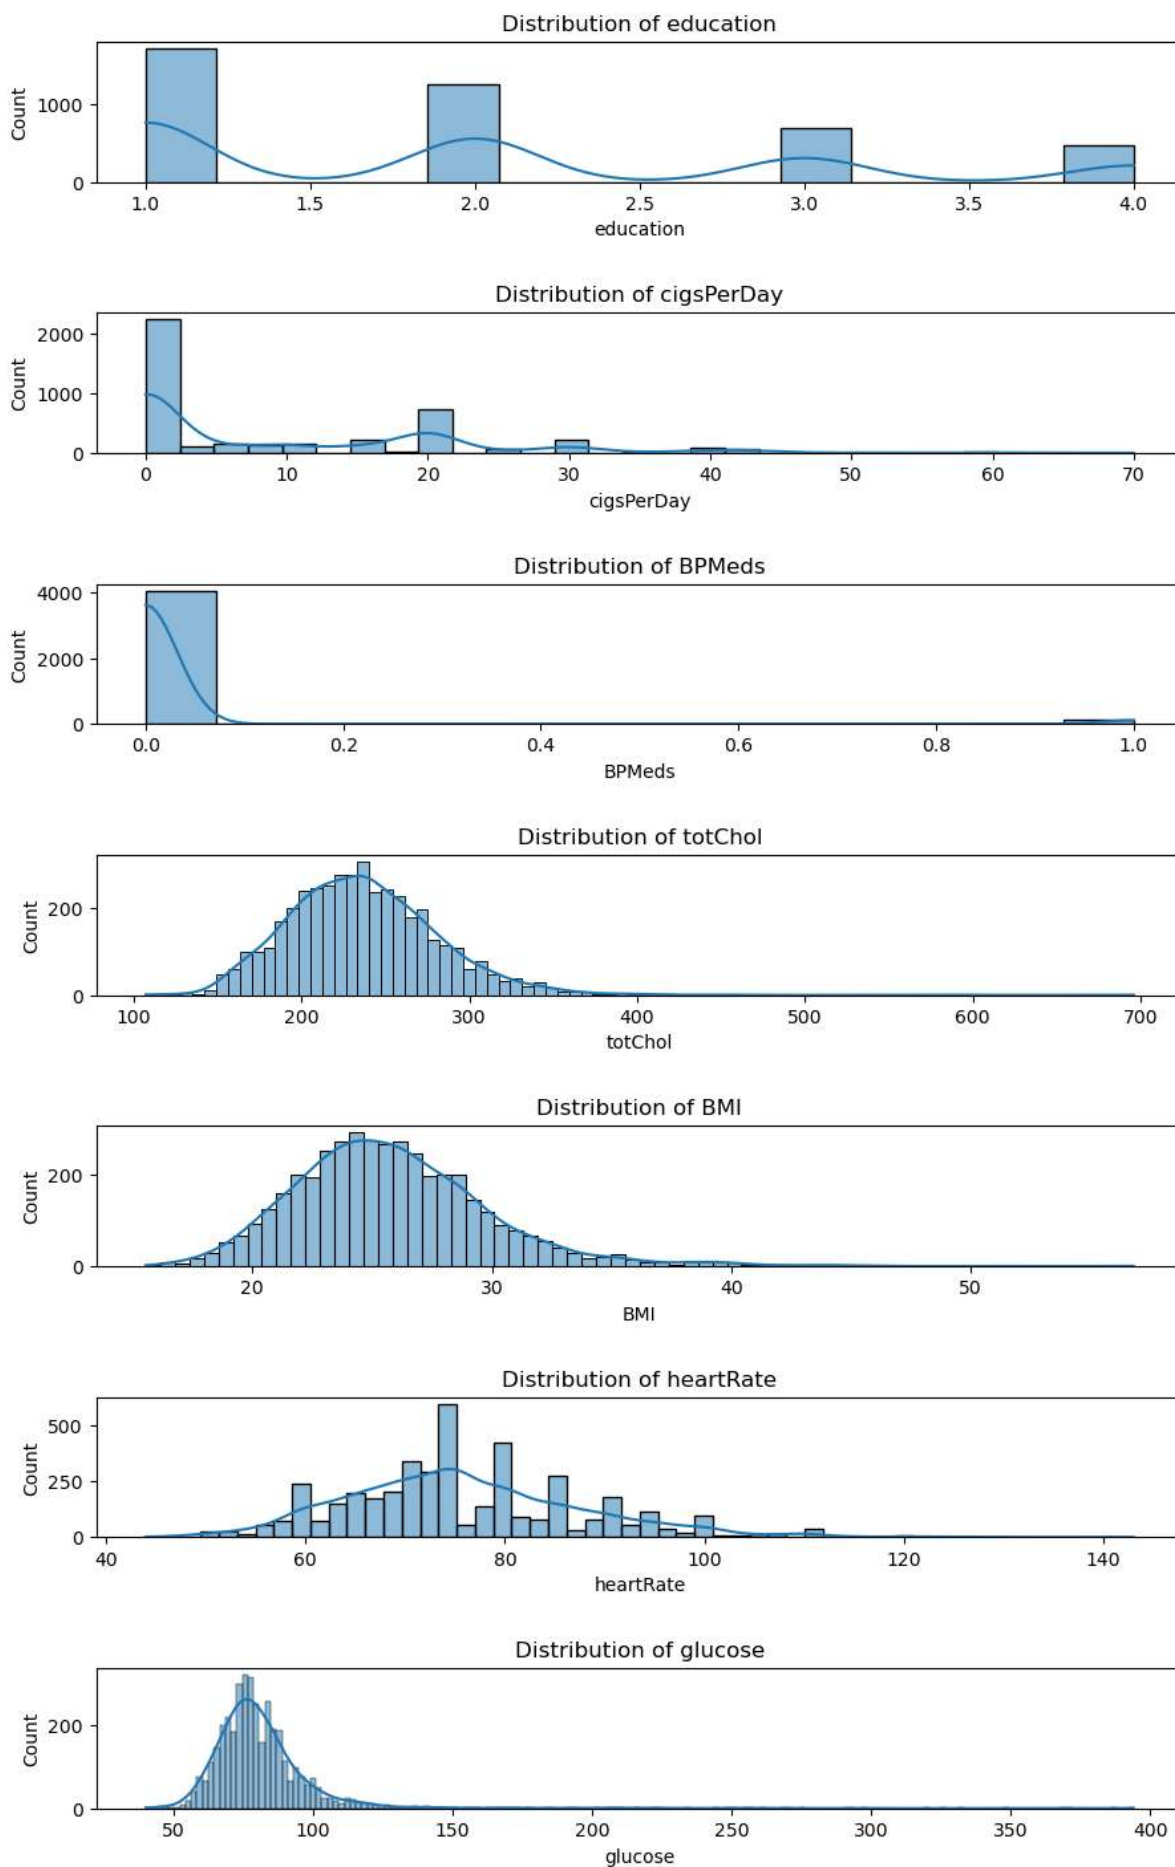 Distribution of education
Count
1000
0
1.0 1.5 2.0 2.5 3.0 3.5 4.0
education
Distribution of cigsPerDay
Count
2000
1000
0
0 10 20 30 40 50 60 70
cigsPerDay
Distribution of BPMeds
Count
4000
2000
0
0.0 0.2 0.4 0.6 0.8 1.0
BPMeds
Distribution of totChol
Count
200
0
100 200 300 400 500 600 700
totChol
Distribution of BMI
Count
200
0
20 30 40 50
BMI
Distribution of heartRate
Count
500
250
0
40 60 80 100 120 140
heartRate
Distribution of glucose
Count
200
0
50 100 150 200 250 300 350 400
glucose